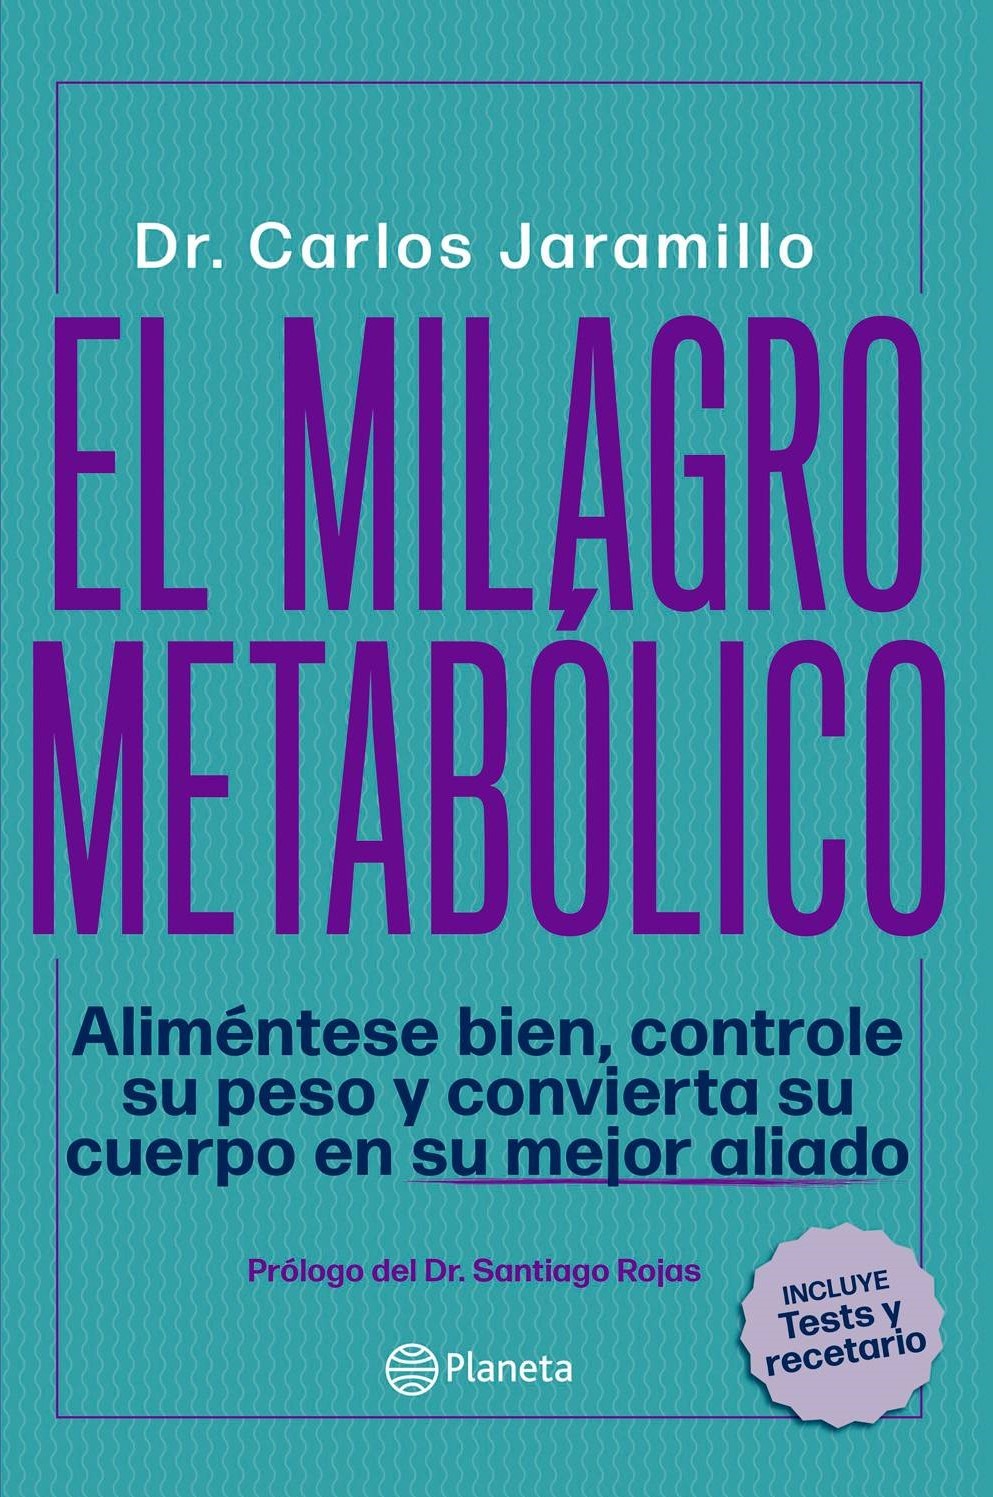 Dr. Carlos Jaramillo
EL MILAGRO
METABÓLICO
Aliméntese bien, controle
su peso y convierta su
cuerpo en su mejor aliado
Prólogo del Dr. Santiago Rojas
INCLUYE
Tests y
recetario
Planeta